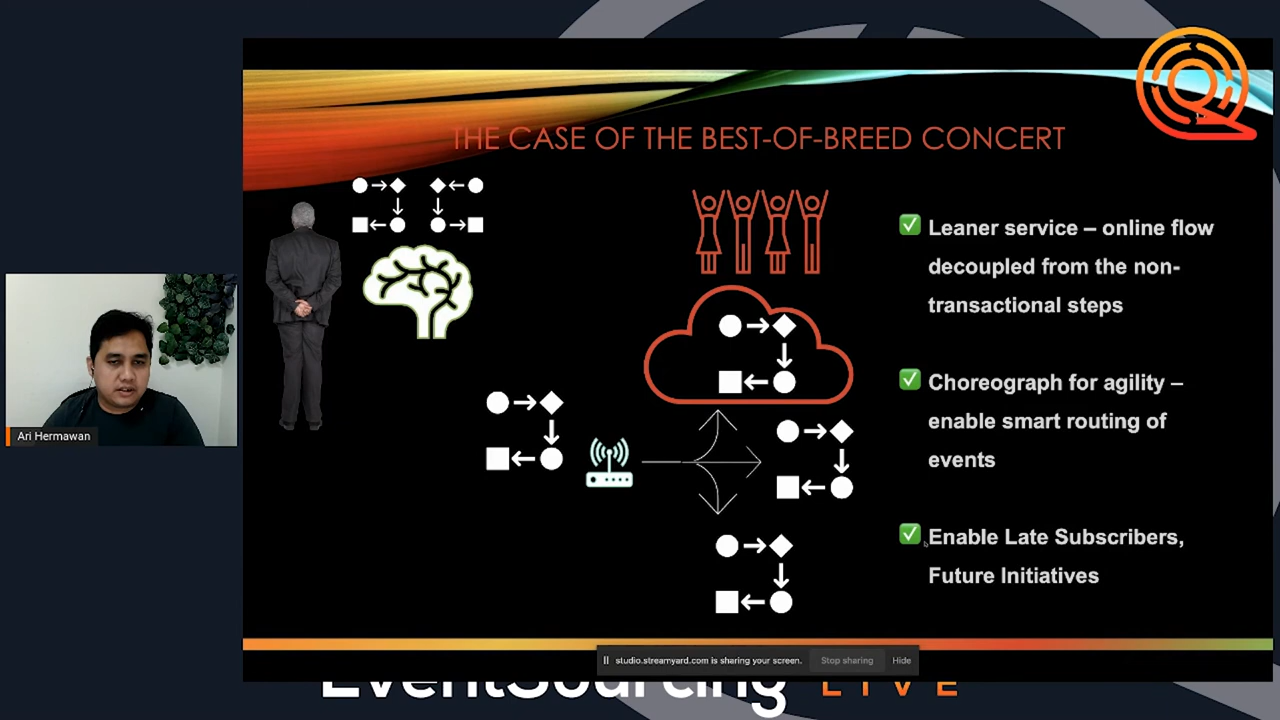 THE CASE OF THE BEST-OF-BREED CONCERT
Leaner service – online flow
decoupled from the non-
transactional steps
Choreograph for agility –
enable smart routing of
events
Enable Late Subscribers,
Future Initiatives
Ari Hermawan
studio.streamyard.com is sharing your screen.
Stop sharing
Hide
EventSourcing LIVE